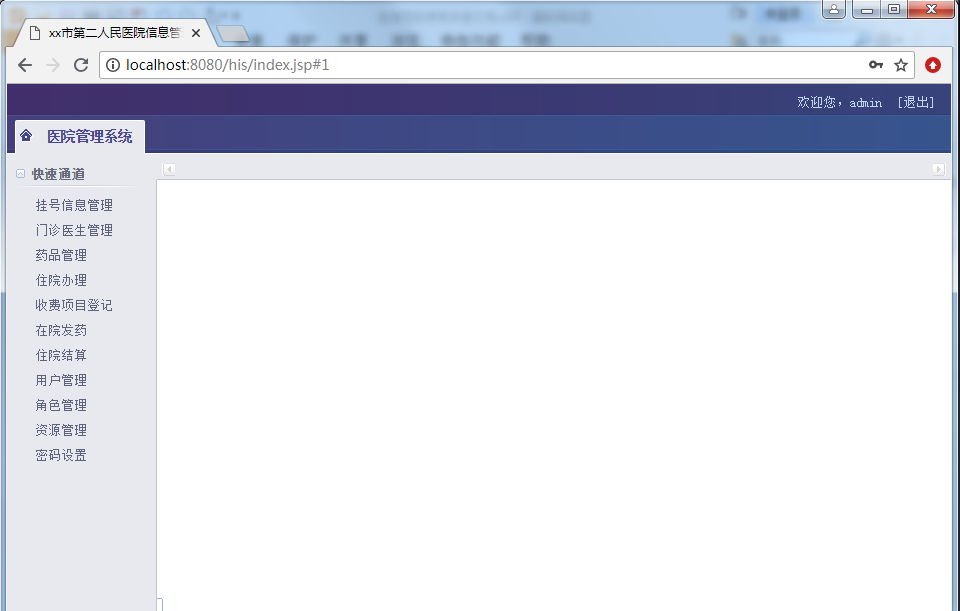 xx市第二人民医院信息管
localhost:8080/his/index.jsp#1
欢迎您，admin [退出]
医院管理系统
快速通道
挂号信息管理
门诊医生管理
药品管理
住院办理
收费项目登记
在院发药
住院结算
用户管理
角色管理
资源管理
密码设置